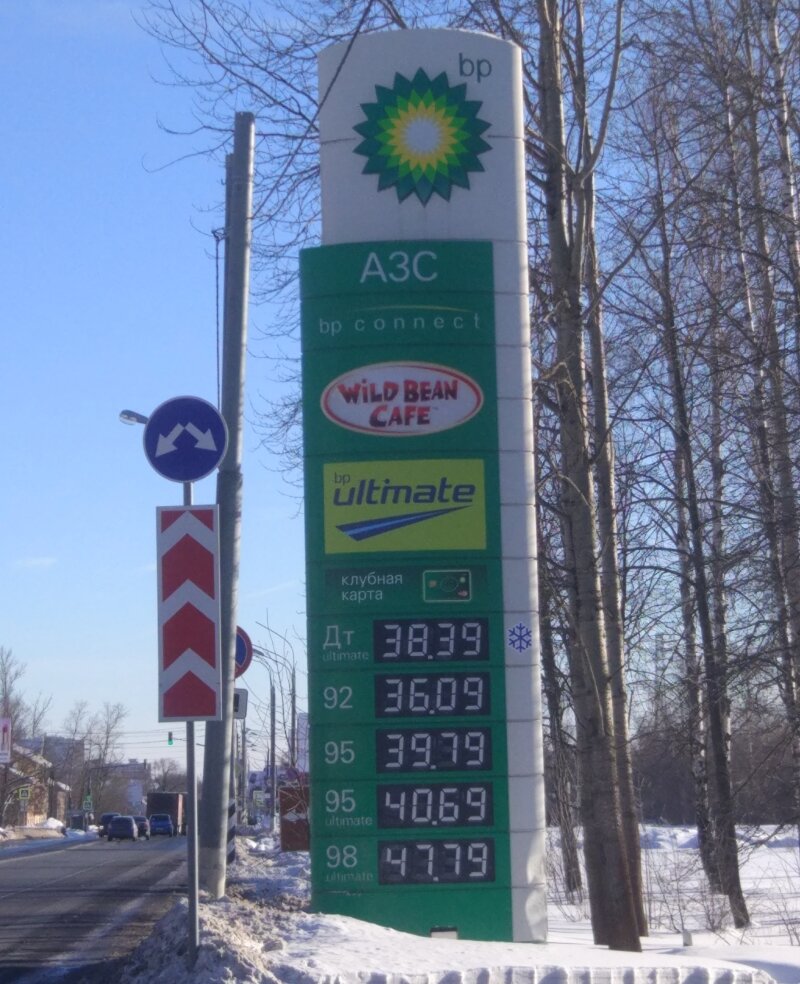 bp
АЗС
bp connect
WiLD BEAN
CAFE
bp
ultimate
клубная
карта
Дт 38.39
ultimate
92 36.09
95 39.79
95 40.69
ultimate
98 47.79
ultimate